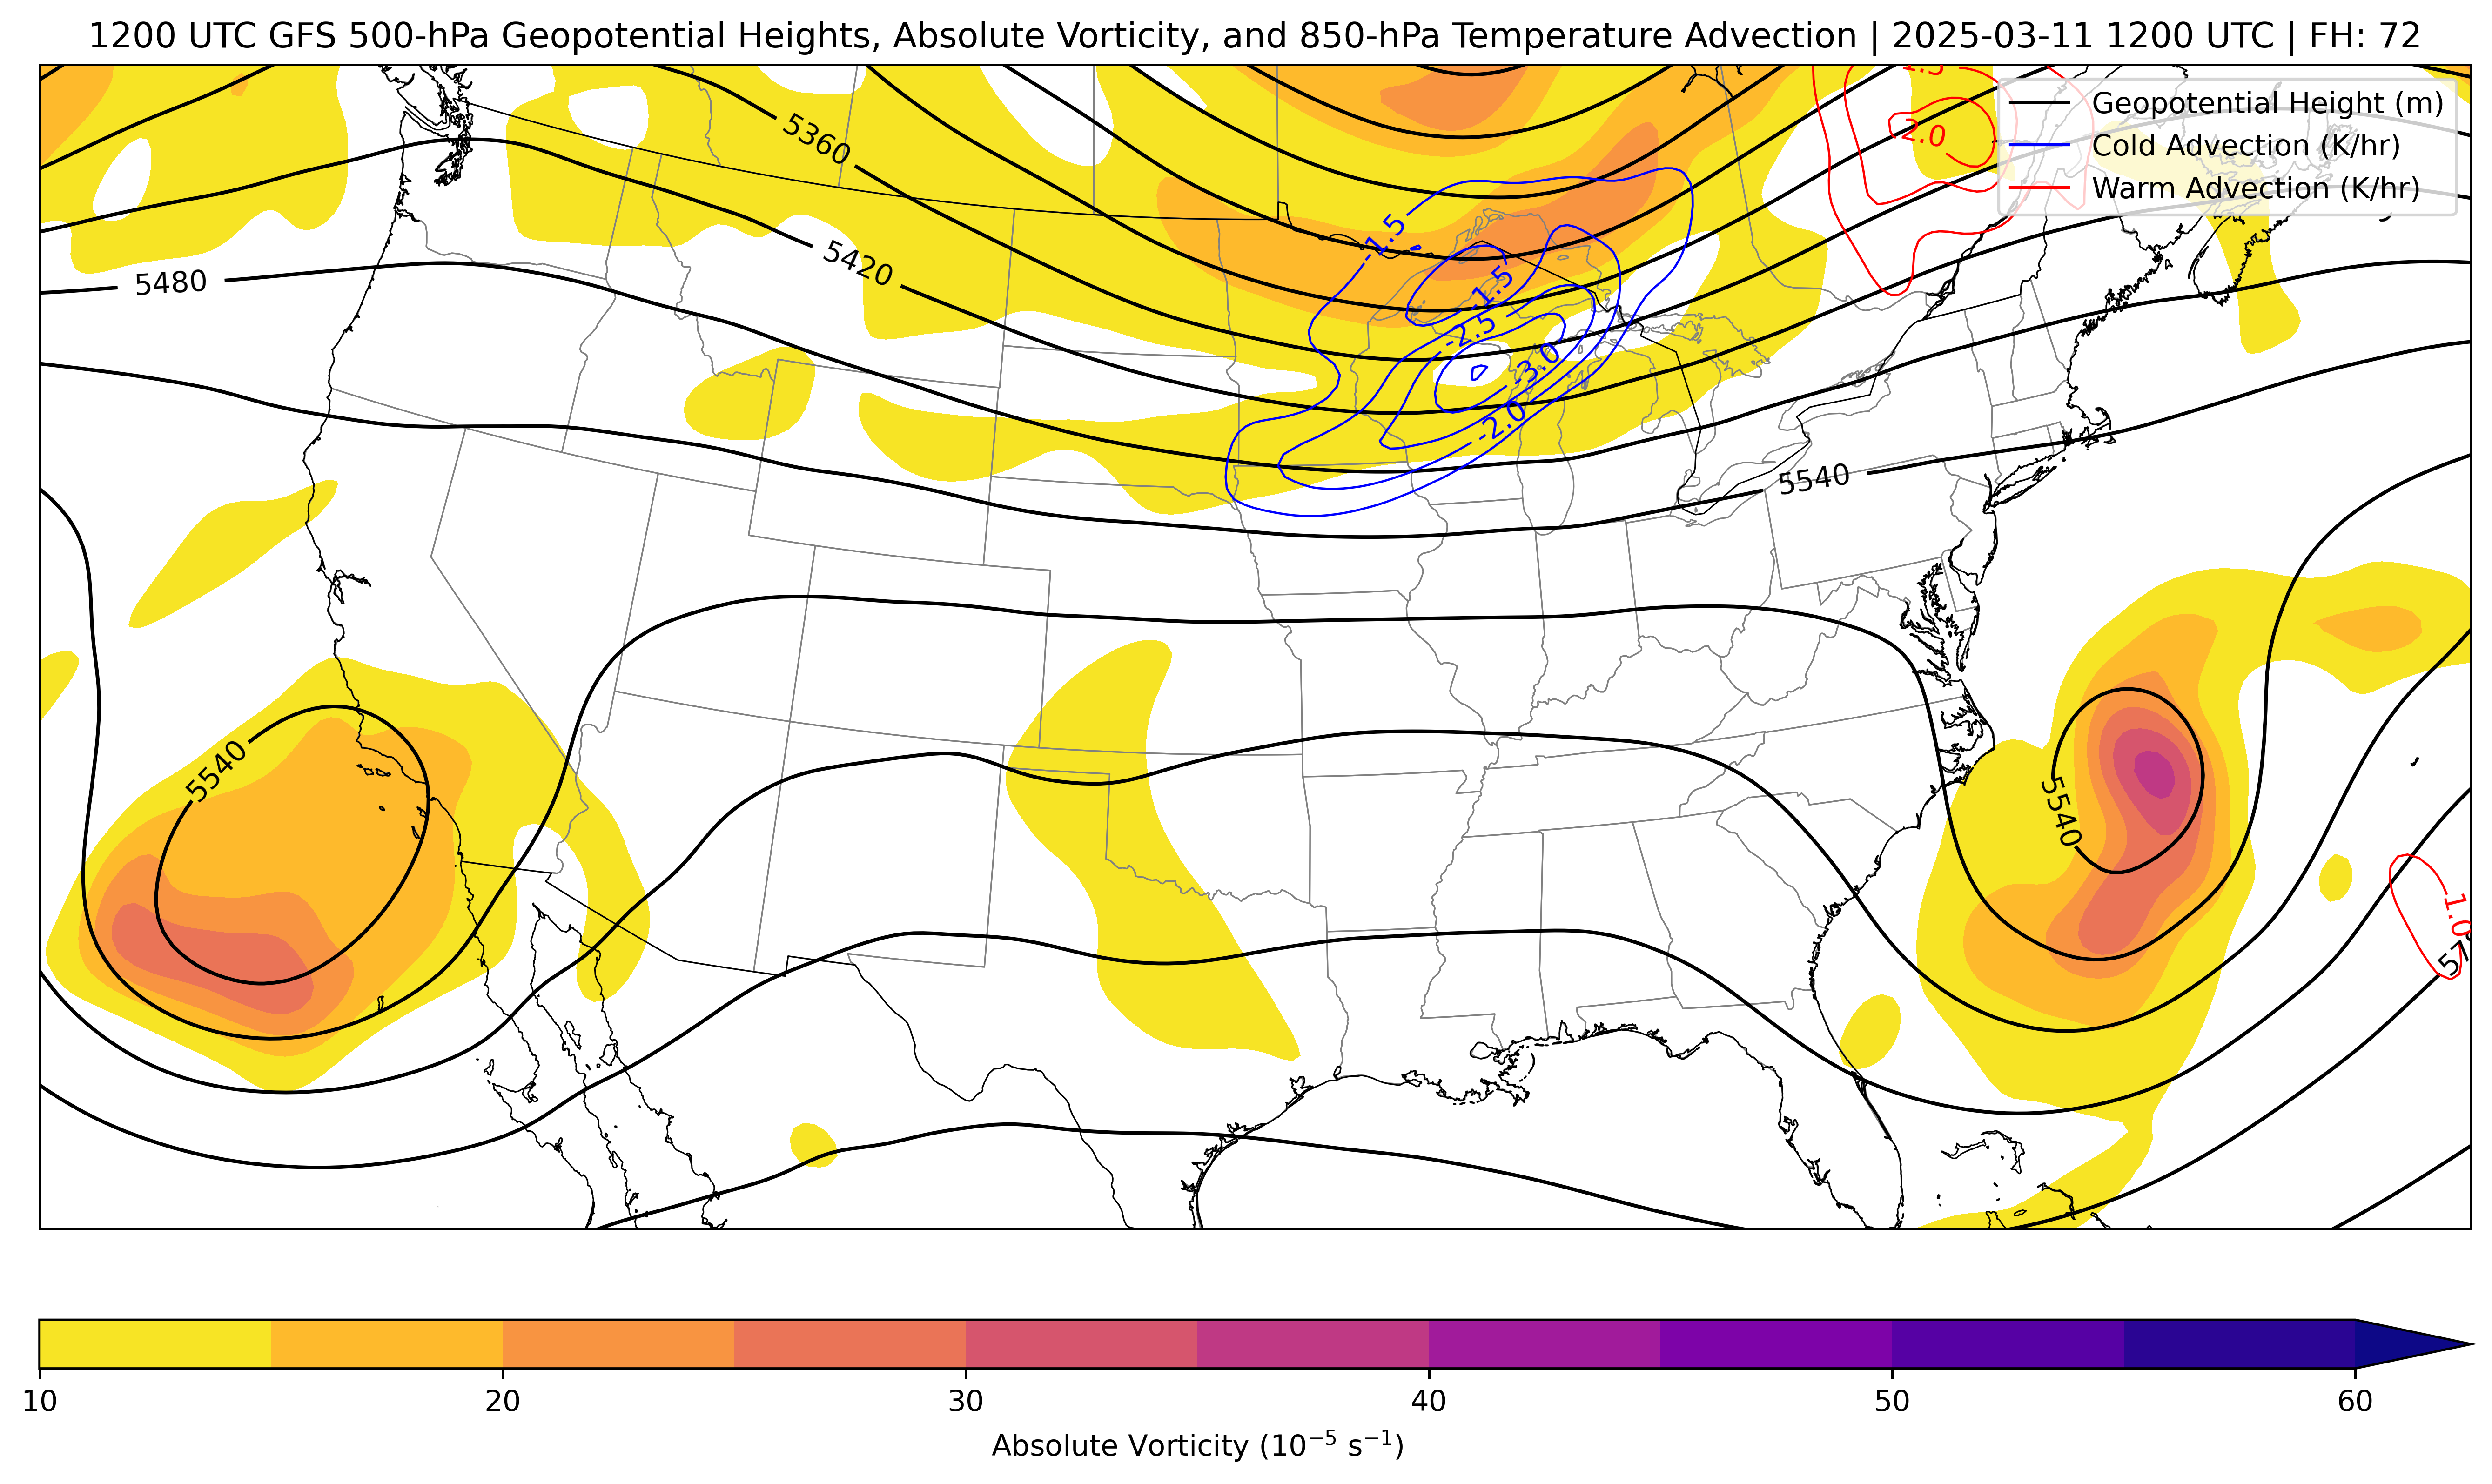 1200 UTC GFS 500-hPa Geopotential Heights, Absolute Vorticity, and 850-hPa Temperature Advection | 2025-03-11 1200 UTC | FH: 72
Geopotential Height (m)
Cold Advection (K/hr)
Warm Advection (K/hr)
5360
5420
5480
-1.5
-1.5
-2.5
-3.0
-2.0
2.0
5540
5540
5540
1.0
10 20 30 40 50 60
Absolute Vorticity (10⁻⁵ s⁻¹)